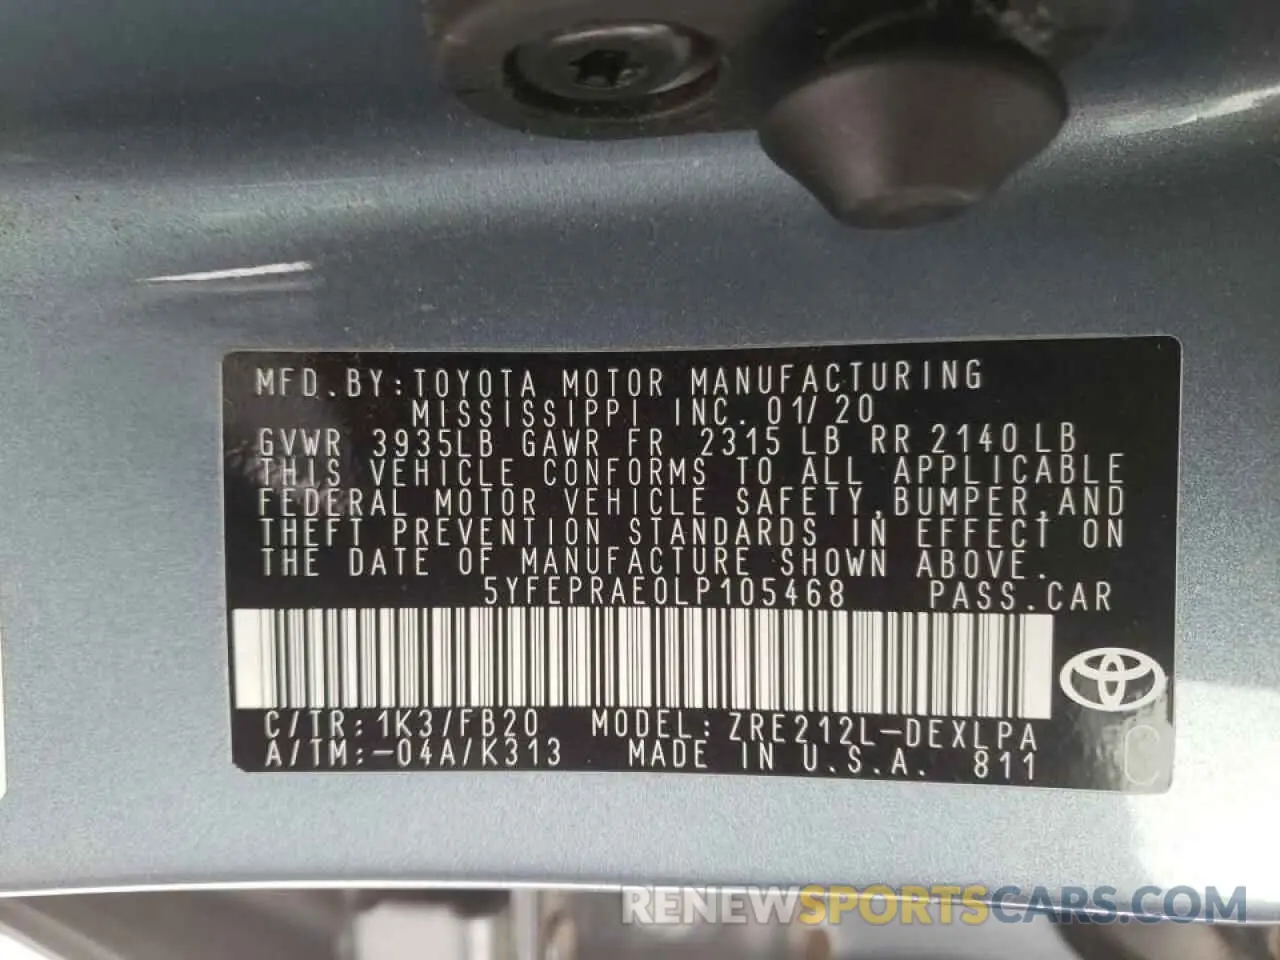 MFD.BY:TOYOTA MOTOR MANUFACTURING
MISSISSIPPI INC. 01/20
GVWR 3935LB GAWR FR 2315 LB RR 2140LB
THIS VEHICLE CONFORMS TO ALL APPLICABLE
FEDERAL MOTOR VEHICLE SAFETY, BUMPER, AND
THEFT PREVENTION STANDARDS IN EFFECT ON
THE DATE OF MANUFACTURE SHOWN ABOVE.
5YFEPRAE0LP105468 PASS.CAR
C/TR:1K3/FB20 MODEL:ZRE212L-DEXLPA
A/TM:-04A/K313 MADE IN U.S.A. 811
C
RENEWSPORTSCARS.COM